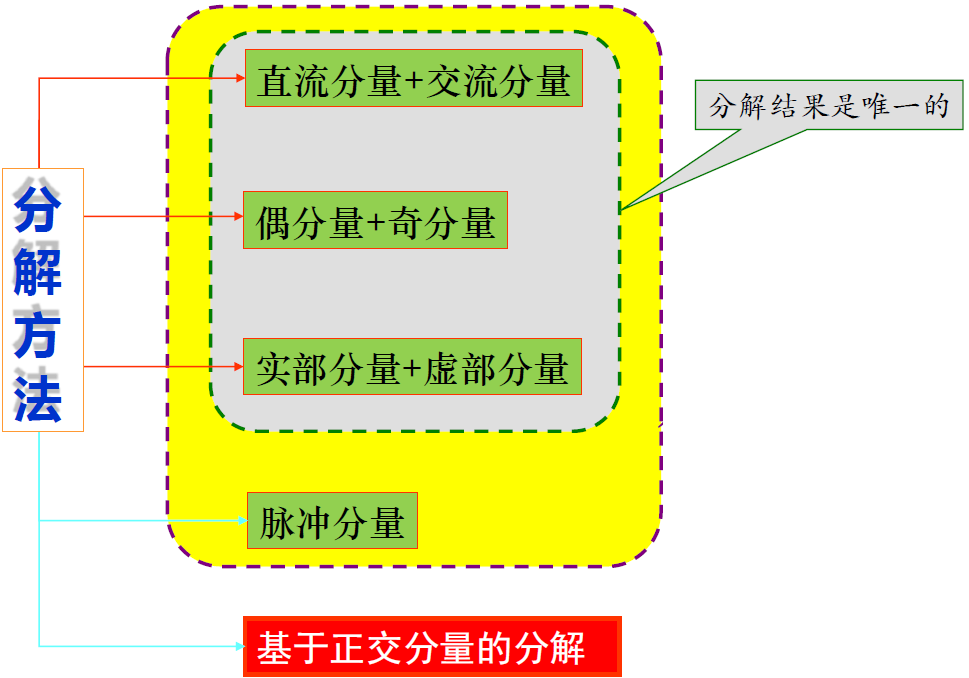 分解方法
直流分量+交流分量
偶分量+奇分量
实部分量+虚部分量
脉冲分量
基于正交分量的分解
分解结果是唯一的